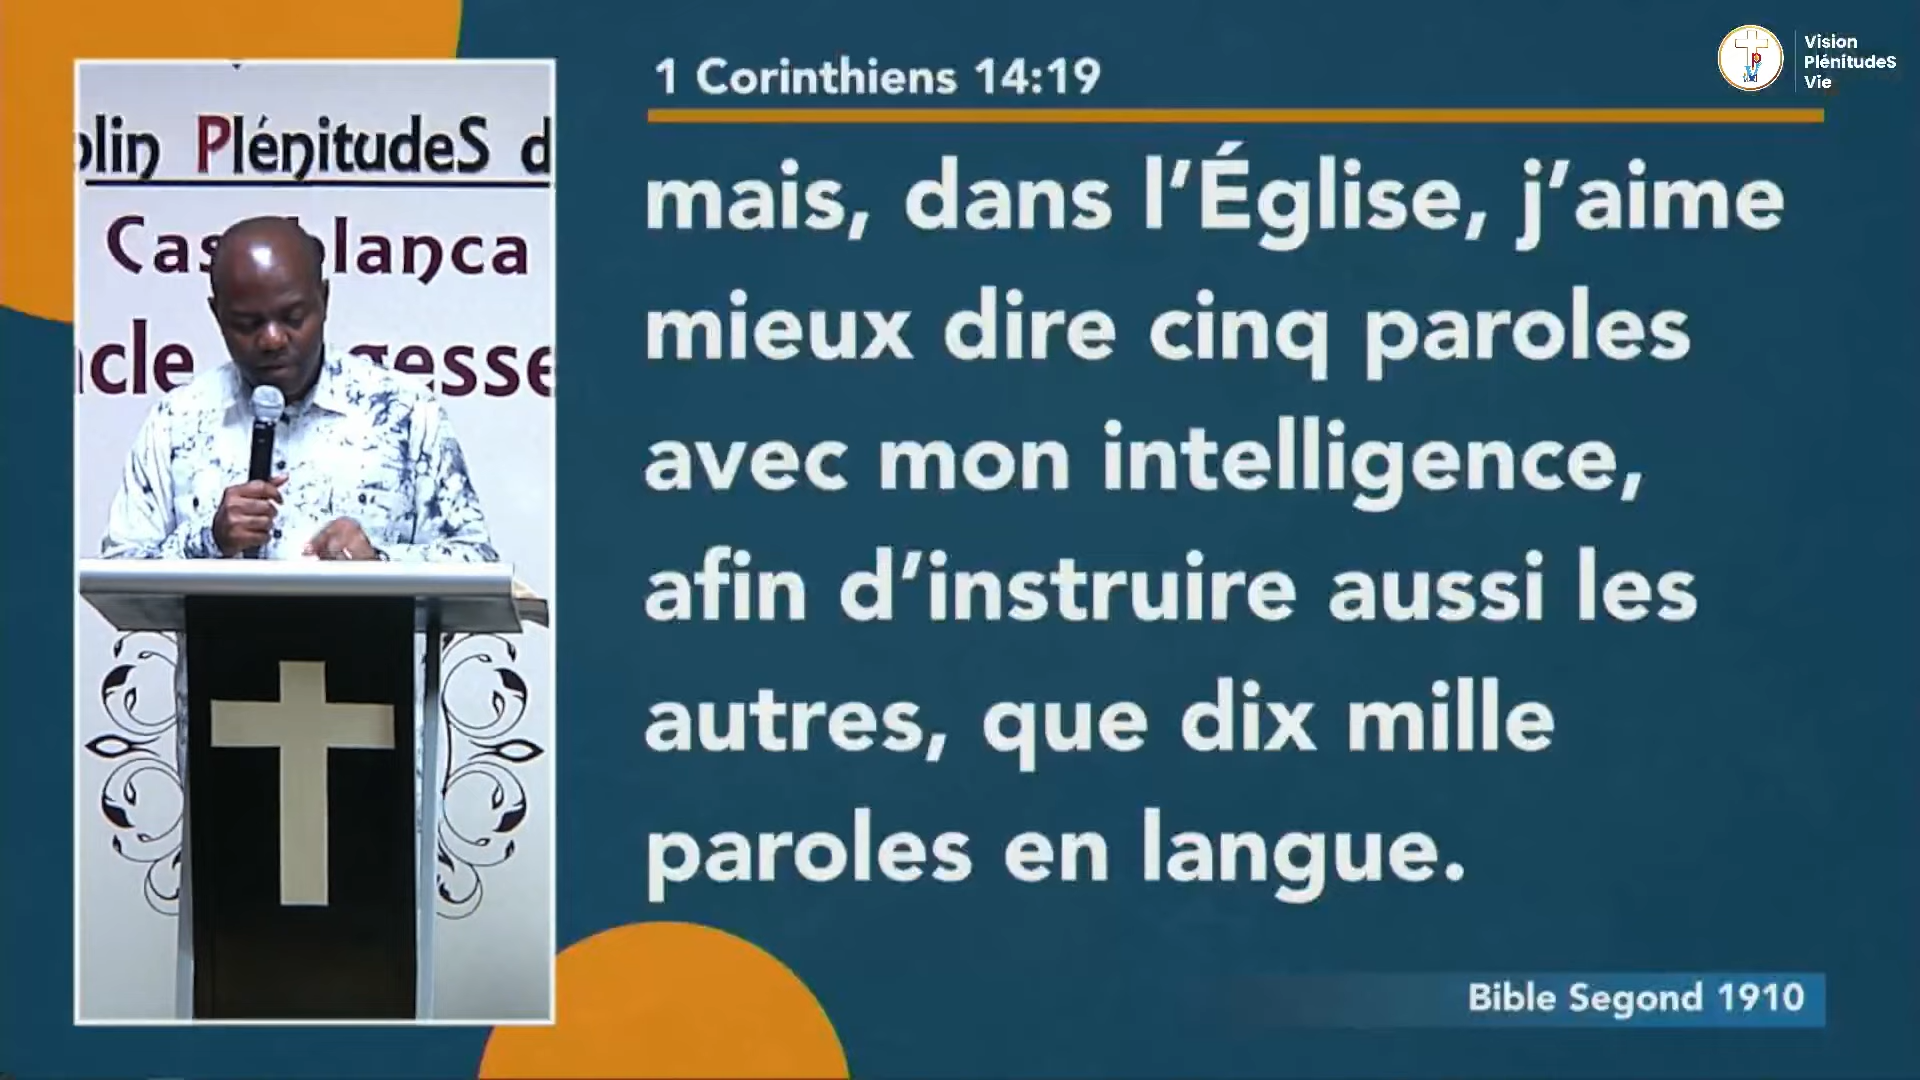 1 Corinthiens 14:19
mais, dans l’Église, j’aime
mieux dire cinq paroles
avec mon intelligence,
afin d’instruire aussi les
autres, que dix mille
paroles en langue.
Bible Segond 1910
Vision
PlénitudeS
Vie
PlénitudeS d